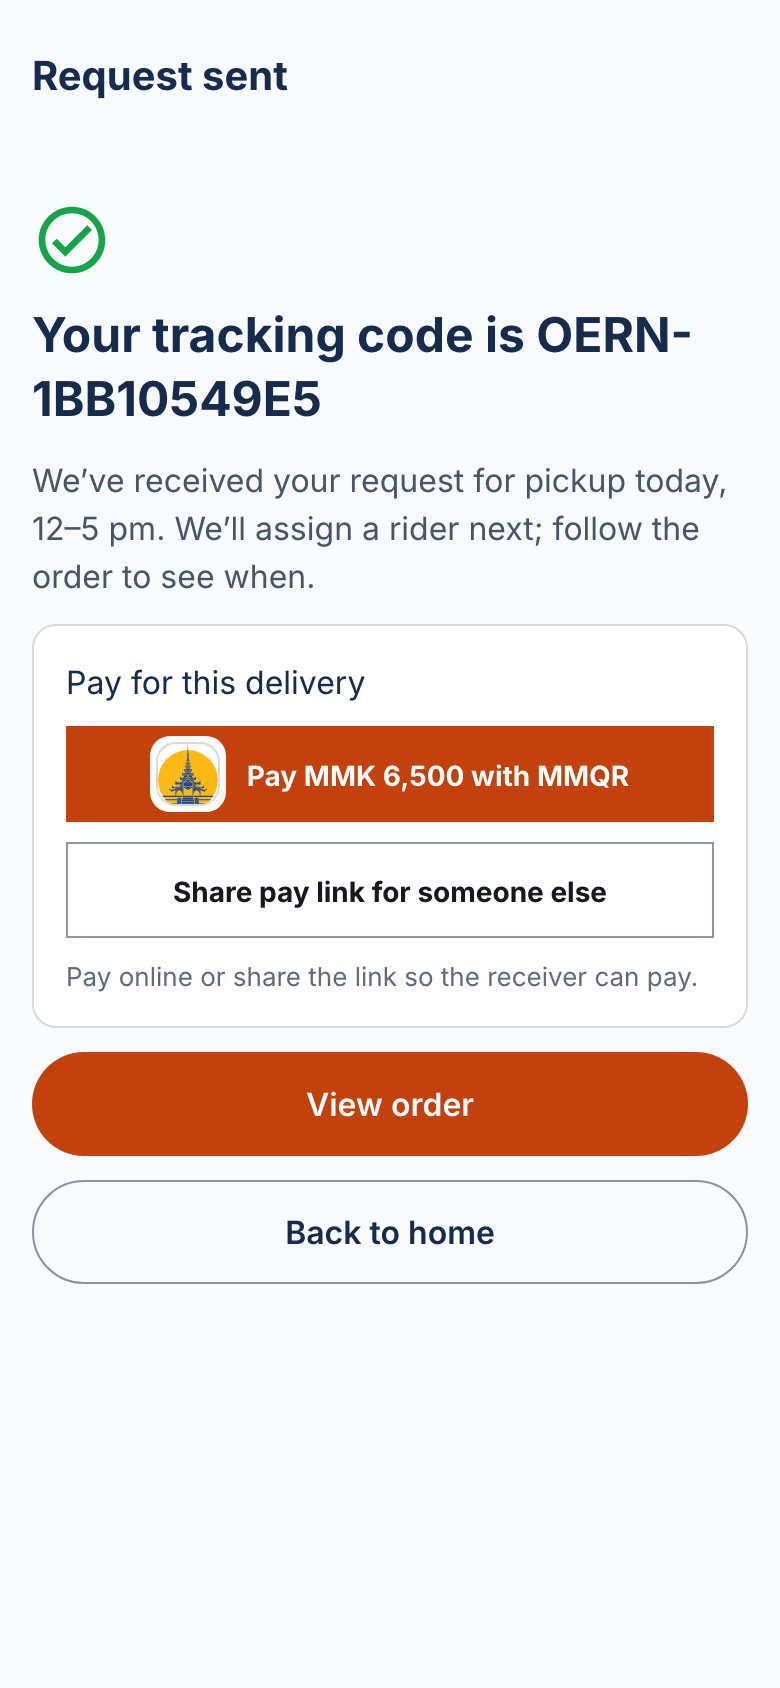 Request sent
Your tracking code is OERN-
1BB10549E5
We’ve received your request for pickup today,
12–5 pm. We’ll assign a rider next; follow the
order to see when.
Pay for this delivery
Pay MMK 6,500 with MMQR
Share pay link for someone else
Pay online or share the link so the receiver can pay.
View order
Back to home